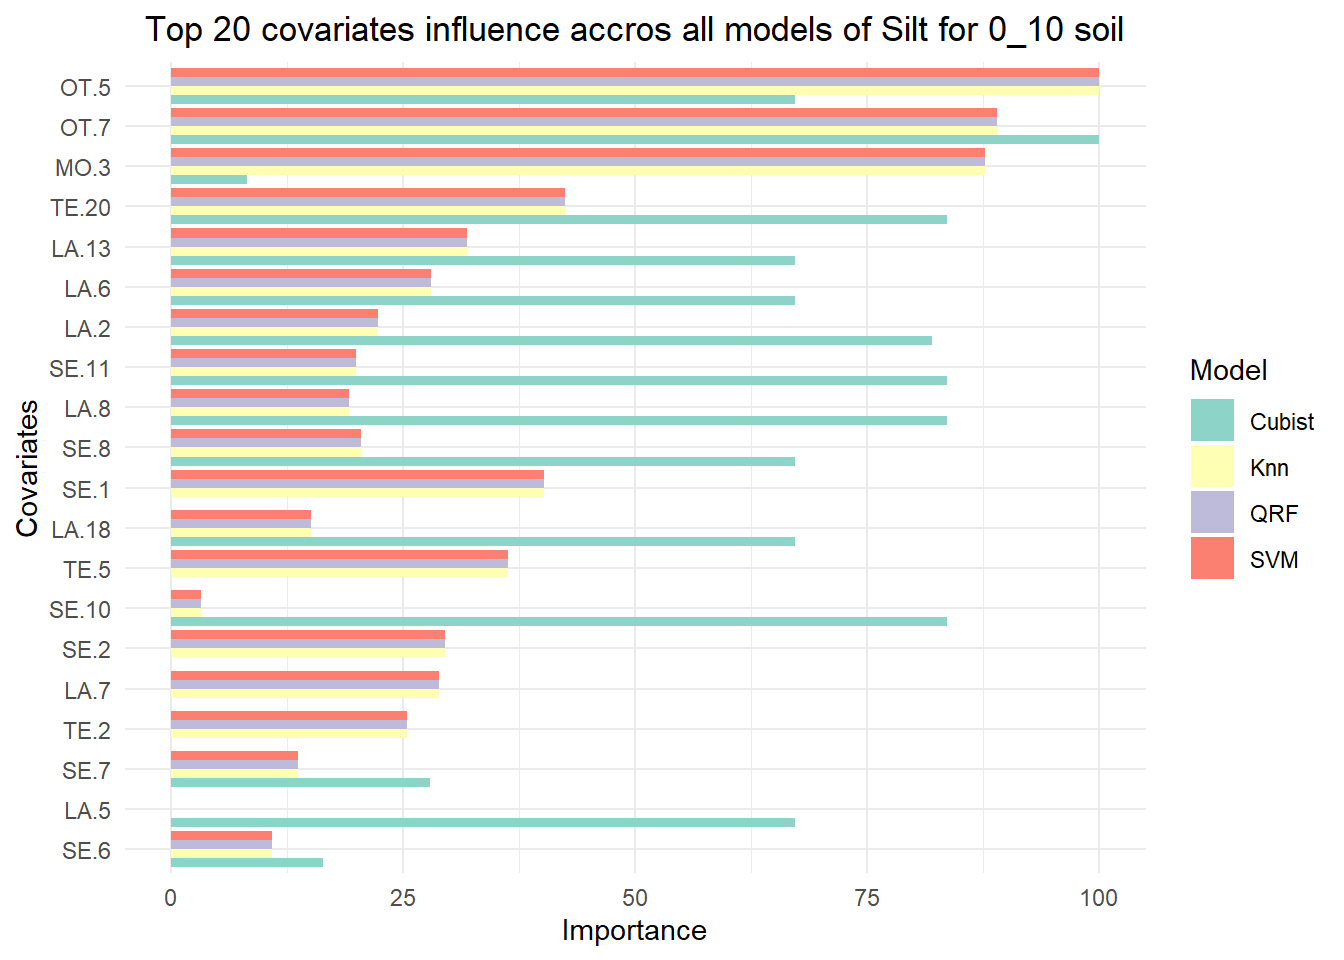 Top 20 covariates influence accros all models of Silt for 0_10 soil
Covariates
OT.5
OT.7
MO.3
TE.20
LA.13
LA.6
LA.2
SE.11
LA.8
SE.8
SE.1
LA.18
TE.5
SE.10
SE.2
LA.7
TE.2
SE.7
LA.5
SE.6
0 25 50 75 100
Importance
Model
Cubist
Knn
QRF
SVM